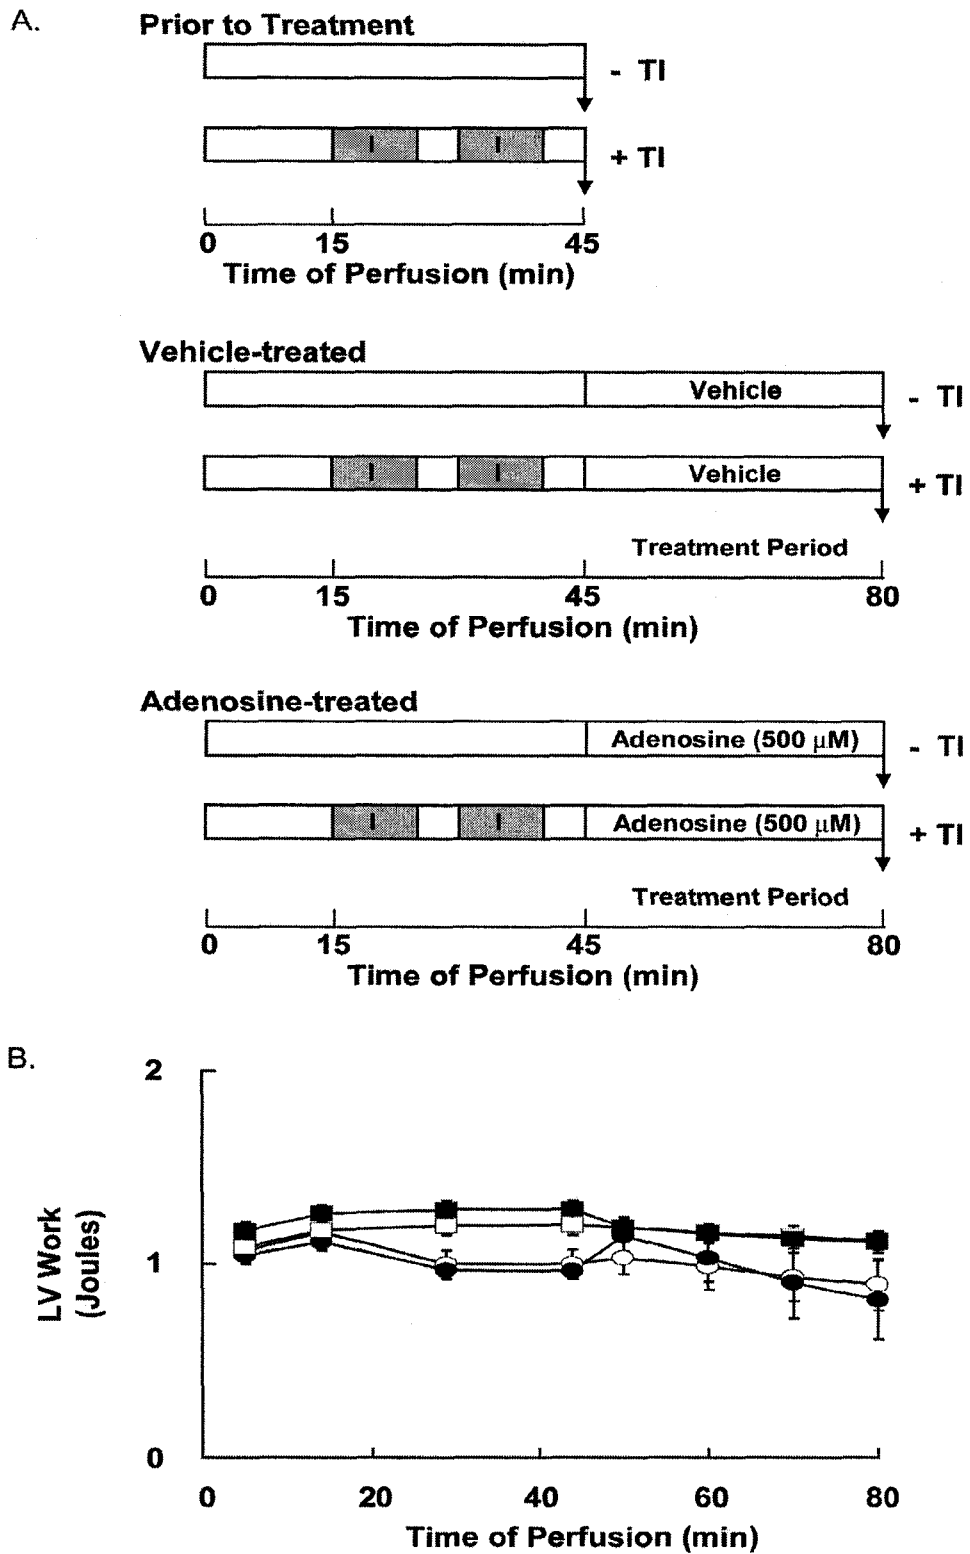 A.
Prior to Treatment
- TI
I I
+ TI
0 15 45
Time of Perfusion (min)
Vehicle-treated
Vehicle
- TI
I I Vehicle
+ TI
Treatment Period
0 15 45 80
Time of Perfusion (min)
Adenosine-treated
Adenosine (500 μM)
- TI
I I Adenosine (500 μM)
+ TI
Treatment Period
0 15 45 80
Time of Perfusion (min)
B.
2
1
0
LV Work
(Joules)
0 20 40 60 80
Time of Perfusion (min)